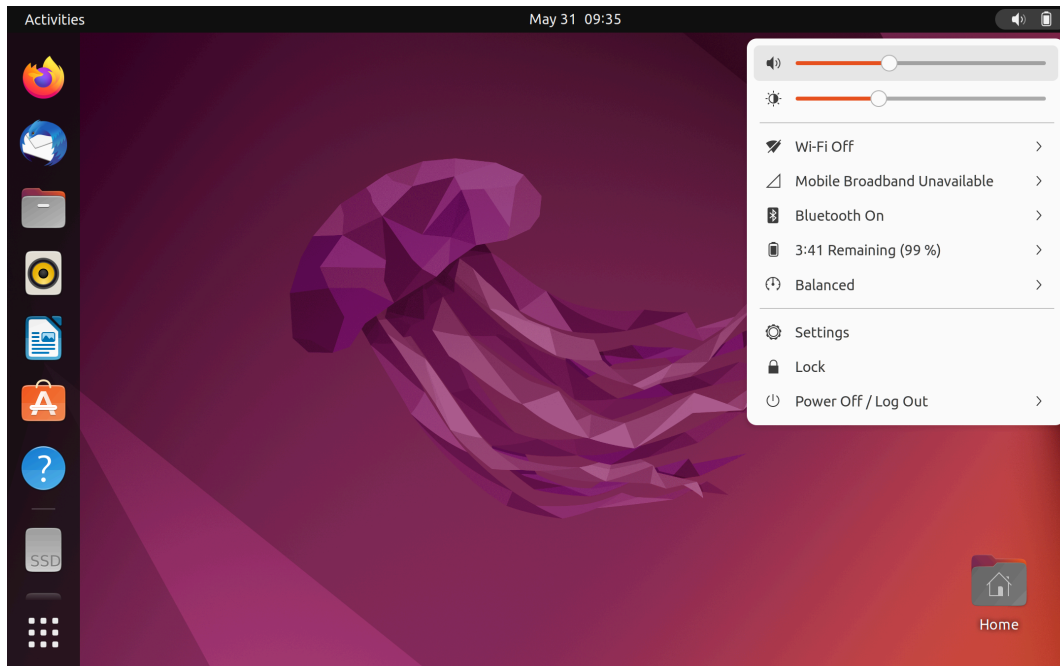 Activities
May 31 09:35
Wi-Fi Off
Mobile Broadband Unavailable
Bluetooth On
3:41 Remaining (99 %)
Balanced
Settings
Lock
Power Off / Log Out
?
SSD
Home